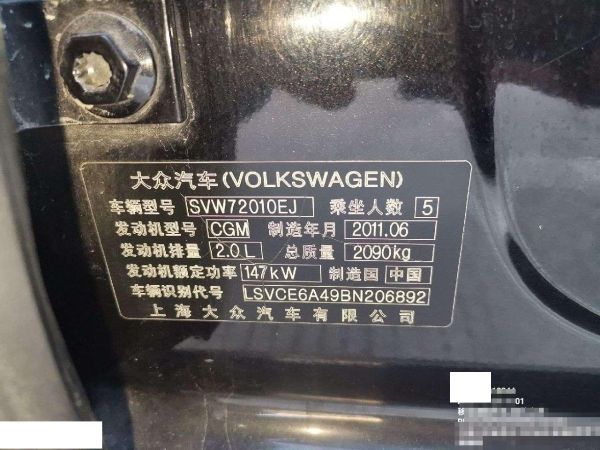 大众汽车(VOLKSWAGEN)
车辆型号 SVW72010EJ 乘坐人数 5
发动机型号 CGM 制造年月 2011.06
发动机排量 2.0L 总质量 2090kg
发动机额定功率 147kW 制造国 中国
车辆识别代号 LSVCE6A49BN206892
上海大众汽车有限公司